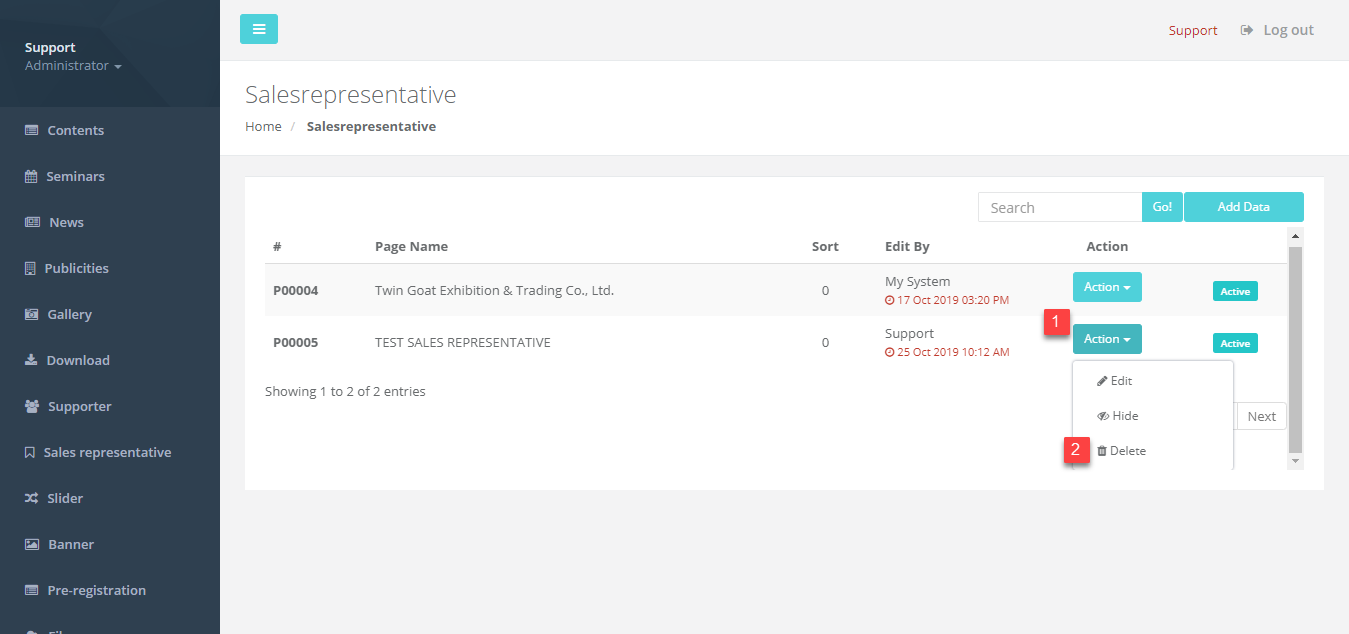 Support
Administrator
Contents
Seminars
News
Publicities
Gallery
Download
Supporter
Sales representative
Slider
Banner
Pre-registration
Support Log out
Salesrepresentative
Home / Salesrepresentative
Search Go! Add Data
# Page Name Sort Edit By Action
P00004 Twin Goat Exhibition & Trading Co., Ltd. 0 My System Action Active
17 Oct 2019 03:20 PM
1
P00005 TEST SALES REPRESENTATIVE 0 Support Action Active
25 Oct 2019 10:12 AM
Showing 1 to 2 of 2 entries
Edit
Hide
Next
2 Delete